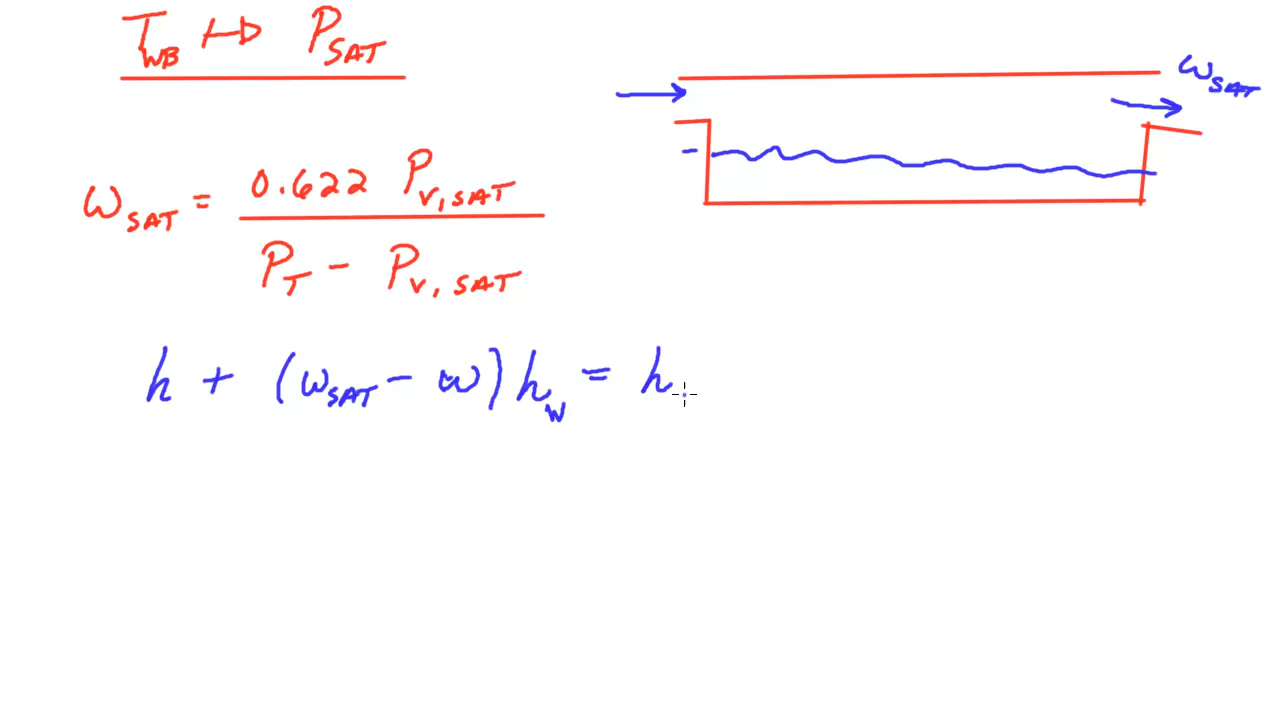 T_WB ↦ P_SAT
ω_SAT
ω_SAT = 0.622 P_v,SAT / P_T - P_v,SAT
h + (ω_SAT - ω) h_w = h